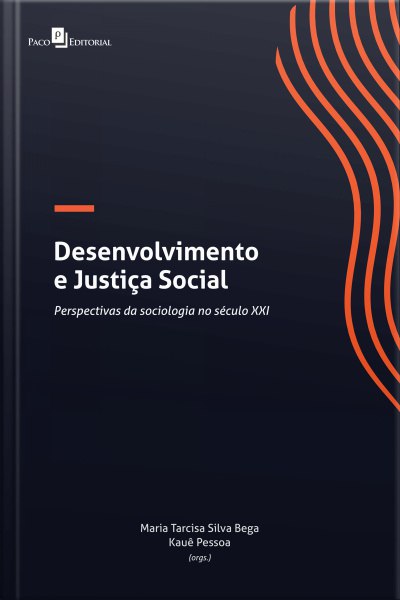 PACO EDITORIAL
Desenvolvimento
e Justiça Social
Perspectivas da sociologia no século XXI
Maria Tarcisa Silva Bega
Kauê Pessoa
(orgs.)